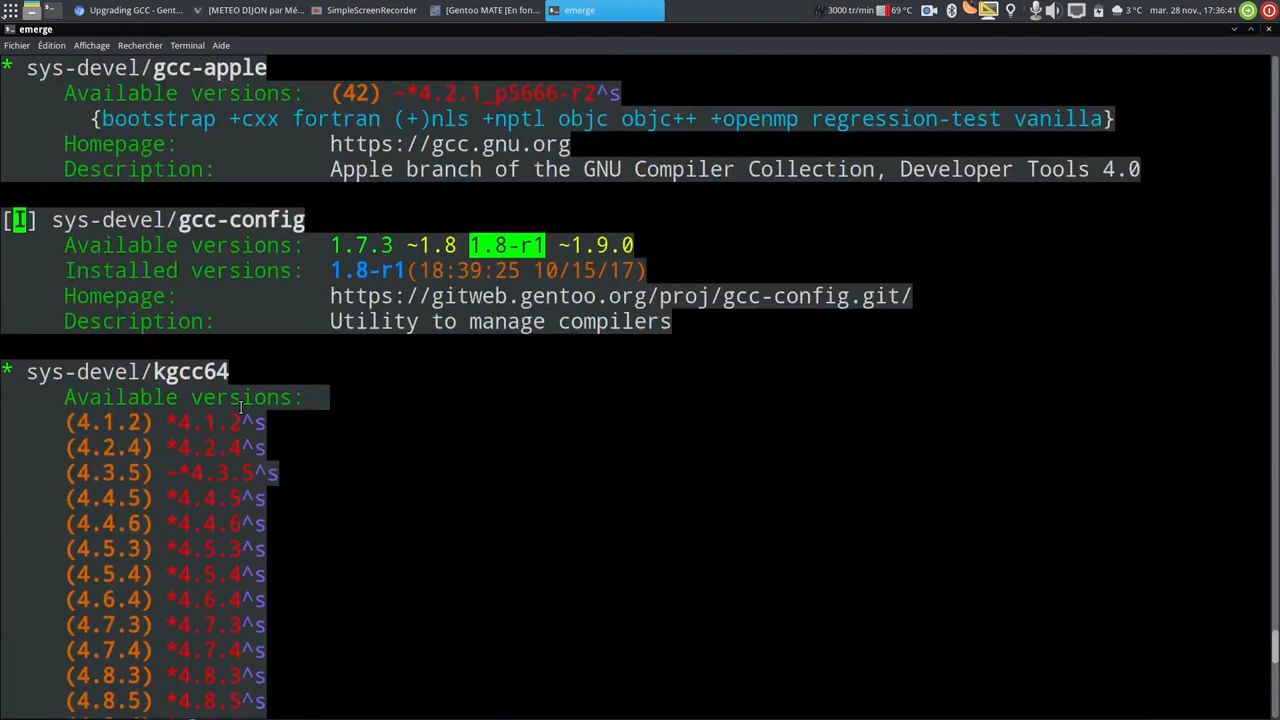 Upgrading GCC - Gent...
[METEO DIJON par Mé...
SimpleScreenRecorder
[Gentoo MATE [En fon...
emerge
3000 tr/min
69 °C
3 °C
mar. 28 nov., 17:36:41
emerge
Fichier Édition Affichage Rechercher Terminal Aide
* sys-devel/gcc-apple
Available versions: (42) ~*4.2.1_p5666-r2^s
{bootstrap +cxx fortran (+)nls +nptl objc objc++ +openmp regression-test vanilla}
Homepage: https://gcc.gnu.org
Description: Apple branch of the GNU Compiler Collection, Developer Tools 4.0
[I] sys-devel/gcc-config
Available versions: 1.7.3 ~1.8 1.8-r1 ~1.9.0
Installed versions: 1.8-r1(18:39:25 10/15/17)
Homepage: https://gitweb.gentoo.org/proj/gcc-config.git/
Description: Utility to manage compilers
* sys-devel/kgcc64
Available versions:
(4.1.2) *4.1.2^s
(4.2.4) *4.2.4^s
(4.3.5) ~*4.3.5^s
(4.4.5) *4.4.5^s
(4.4.6) *4.4.6^s
(4.5.3) *4.5.3^s
(4.5.4) *4.5.4^s
(4.6.4) *4.6.4^s
(4.7.3) *4.7.3^s
(4.7.4) *4.7.4^s
(4.8.3) *4.8.3^s
(4.8.5) *4.8.5^s